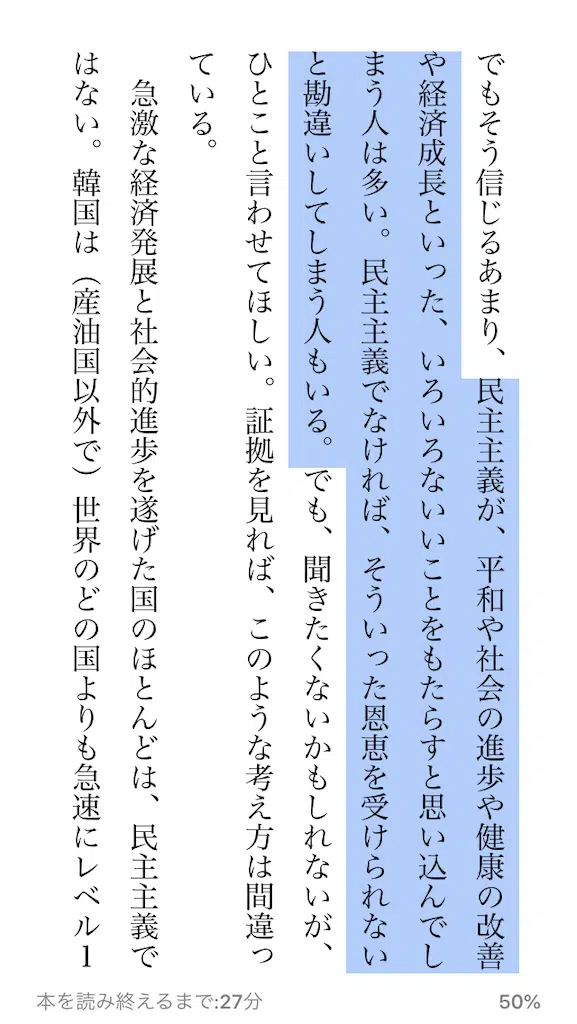 でもそう信じるあまり、民主主義が、平和や社会の進歩や健康の改善
や経済成長といった、いろいろないいことをもたらすと思い込んでし
まう人は多い。民主主義でなければ、そういった恩恵を受けられない
と勘違いしてしまう人もいる。でも、聞きたくないかもしれないが、
ひとこと言わせてほしい。証拠を見れば、このような考え方は間違っ
ている。
急激な経済発展と社会的進歩を遂げた国のほとんどは、民主主義で
はない。韓国は（産油国以外で）世界のどの国よりも急速にレベル1
本を読み終えるまで:27分
50%